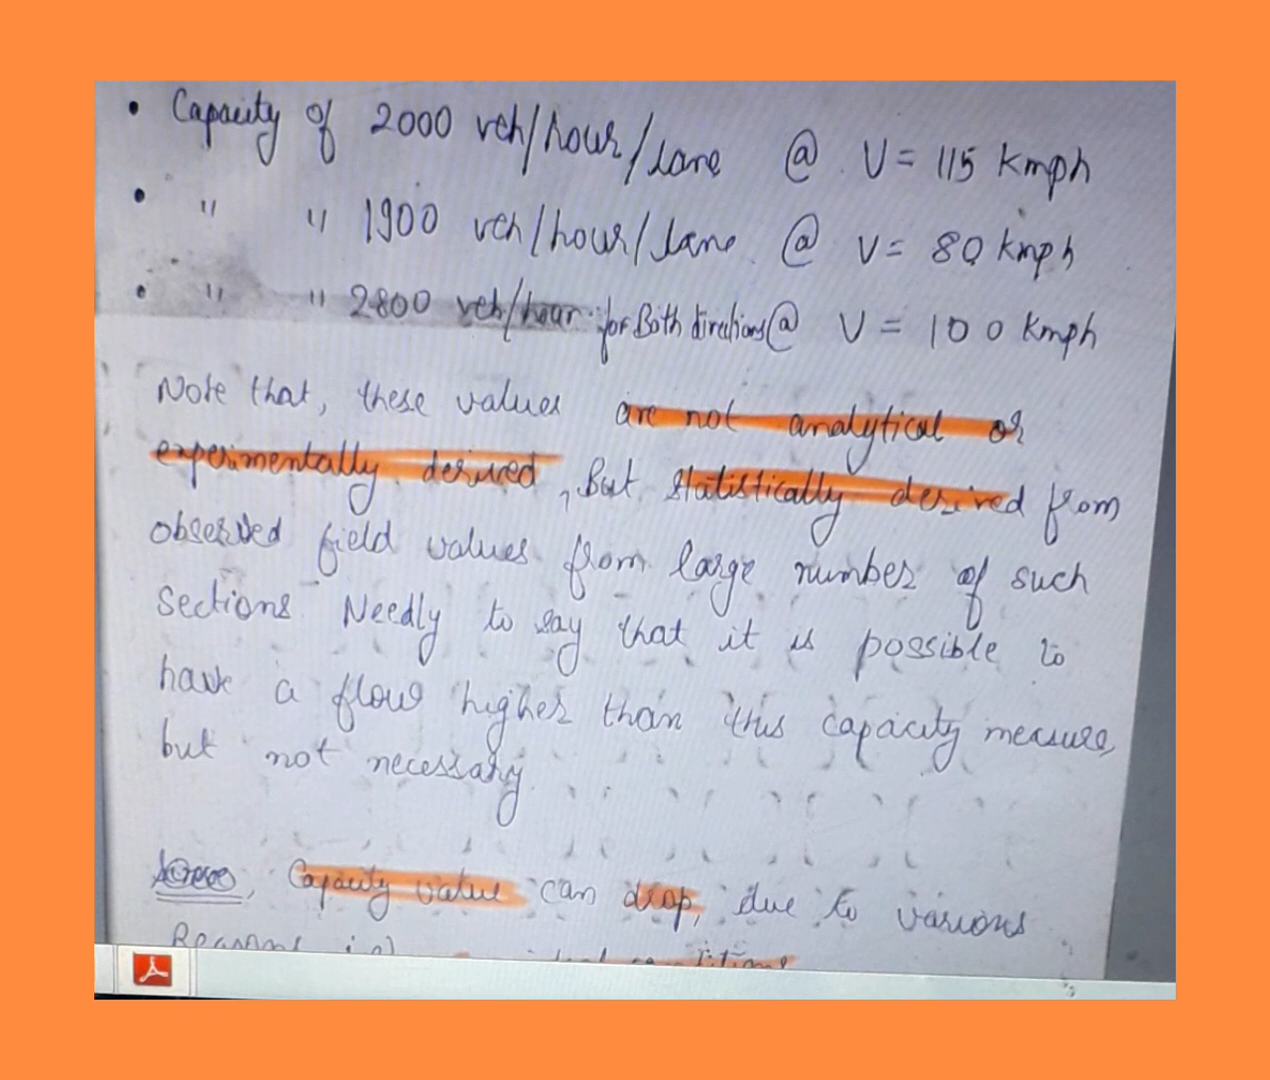 • Capacity of 2000 veh/hour/lane @ V = 115 kmph
• " " 1900 veh/hour/lane @ V = 80 kmph
• " " 2800 veh/hour for Both directions @ V = 100 kmph
Note that, these values are not analytical or
experimentally derived, But statistically derived from
observed field values from large number of such
sections. Needly to say that it is possible to
have a flow higher than this capacity measure,
but not necessary.
Capacity value can drop, due to various
Reasons